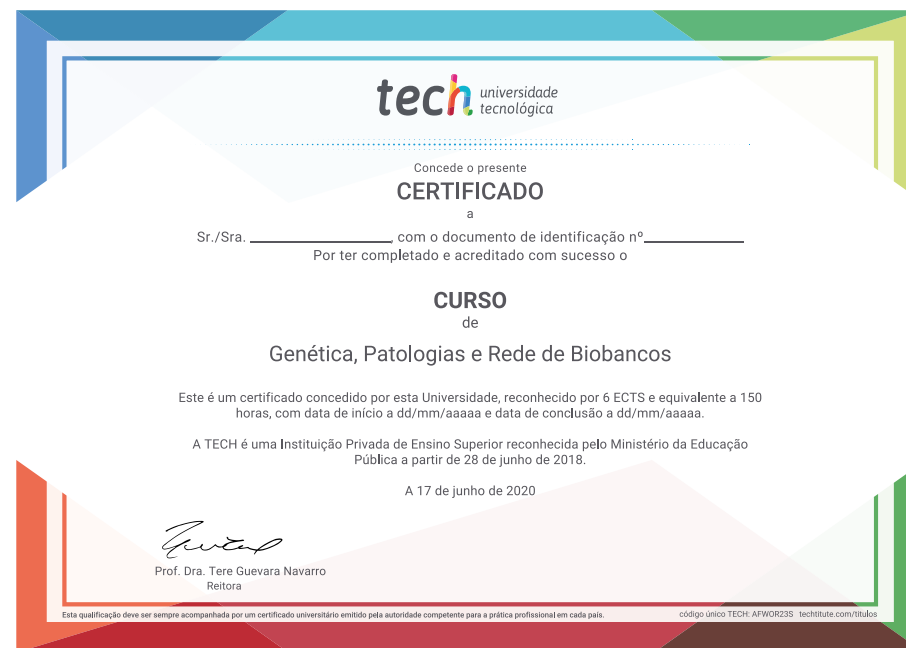 tech universidade
tecnológica
Concede o presente
CERTIFICADO
a
Sr./Sra. ____________________, com o documento de identificação nº______________
Por ter completado e acreditado com sucesso o
CURSO
de
Genética, Patologias e Rede de Biobancos
Este é um certificado concedido por esta Universidade, reconhecido por 6 ECTS e equivalente a 150
horas, com data de início a dd/mm/aaaaa e data de conclusão a dd/mm/aaaaa.
A TECH é uma Instituição Privada de Ensino Superior reconhecida pelo Ministério da Educação
Pública a partir de 28 de junho de 2018.
A 17 de junho de 2020
Prof. Dra. Tere Guevara Navarro
Reitora
Esta qualificação deve ser sempre acompanhada por um certificado universitário emitido pela autoridade competente para a prática profissional em cada país.
código único TECH: AFWOR23S techtitute.com/titulos